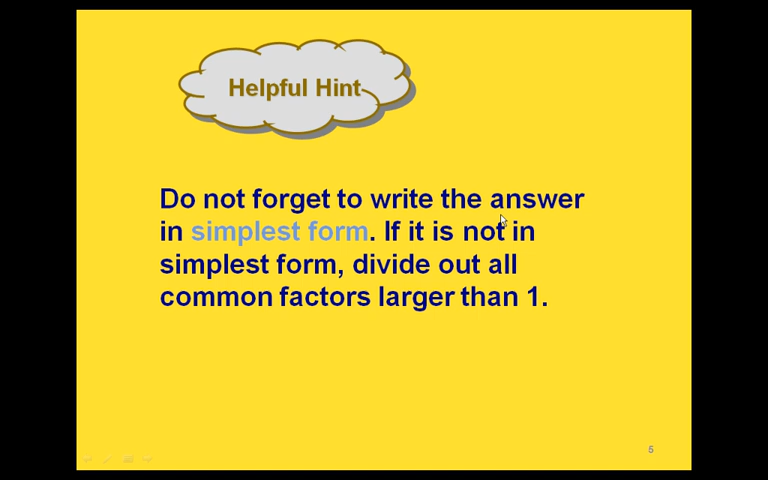 Helpful Hint
Do not forget to write the answer
in simplest form. If it is not in
simplest form, divide out all
common factors larger than 1.
5